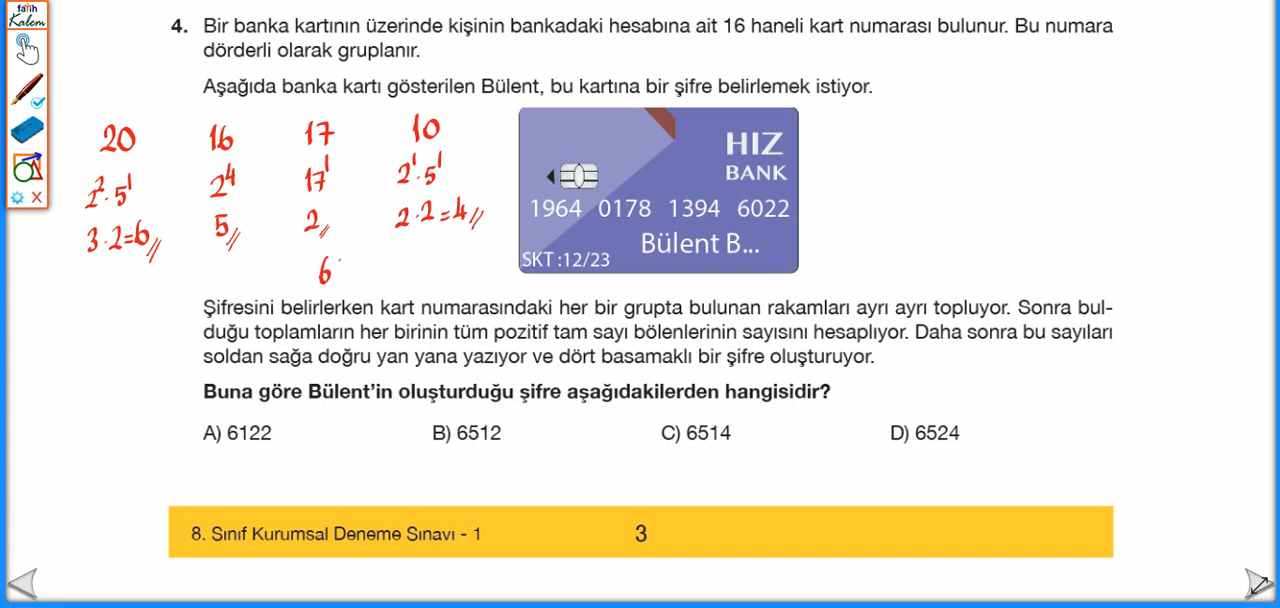 fatih
Kalem
4. Bir banka kartının üzerinde kişinin bankadaki hesabına ait 16 haneli kart numarası bulunur. Bu numara
dörderli olarak gruplanır.
Aşağıda banka kartı gösterilen Bülent, bu kartına bir şifre belirlemek istiyor.
20 16 17 10
2².5¹ 2⁴ 17¹ 2¹.5¹
3.2=6 5 2 2.2=4
6
HIZ
BANK
1964 0178 1394 6022
Bülent B...
SKT :12/23
Şifresini belirlerken kart numarasındaki her bir grupta bulunan rakamları ayrı ayrı topluyor. Sonra bul-
duğu toplamların her birinin tüm pozitif tam sayı bölenlerinin sayısını hesaplıyor. Daha sonra bu sayıları
soldan sağa doğru yan yana yazıyor ve dört basamaklı bir şifre oluşturuyor.
Buna göre Bülent’in oluşturduğu şifre aşağıdakilerden hangisidir?
A) 6122 B) 6512 C) 6514 D) 6524
8. Sınıf Kurumsal Deneme Sınavı - 1 3